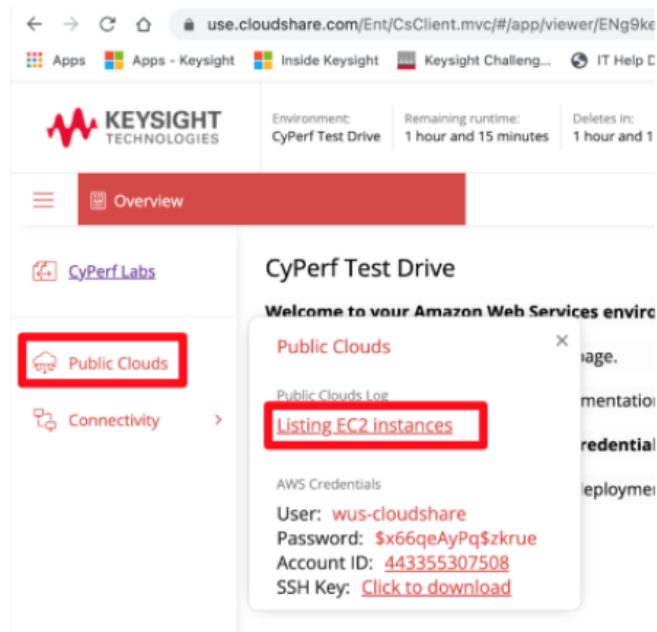 use.cloudshare.com/Ent/CsClient.mvc/#/app/viewer/ENg9ke
Apps Apps - Keysight Inside Keysight Keysight Challeng... IT Help D
KEYSIGHT
TECHNOLOGIES
Environment:
CyPerf Test Drive
Remaining runtime:
1 hour and 15 minutes
Deletes in:
1 hour and 1
Overview
CyPerf Labs
Public Clouds
Connectivity >
CyPerf Test Drive
Welcome to your Amazon Web Services enviro
Public Clouds ×
page.
Public Clouds Log
mentation
Listing EC2 instances
redential
AWS Credentials
deployme
User: wus-cloudshare
Password: $x66qeAyPq$zkrue
Account ID: 443355307508
SSH Key: Click to download